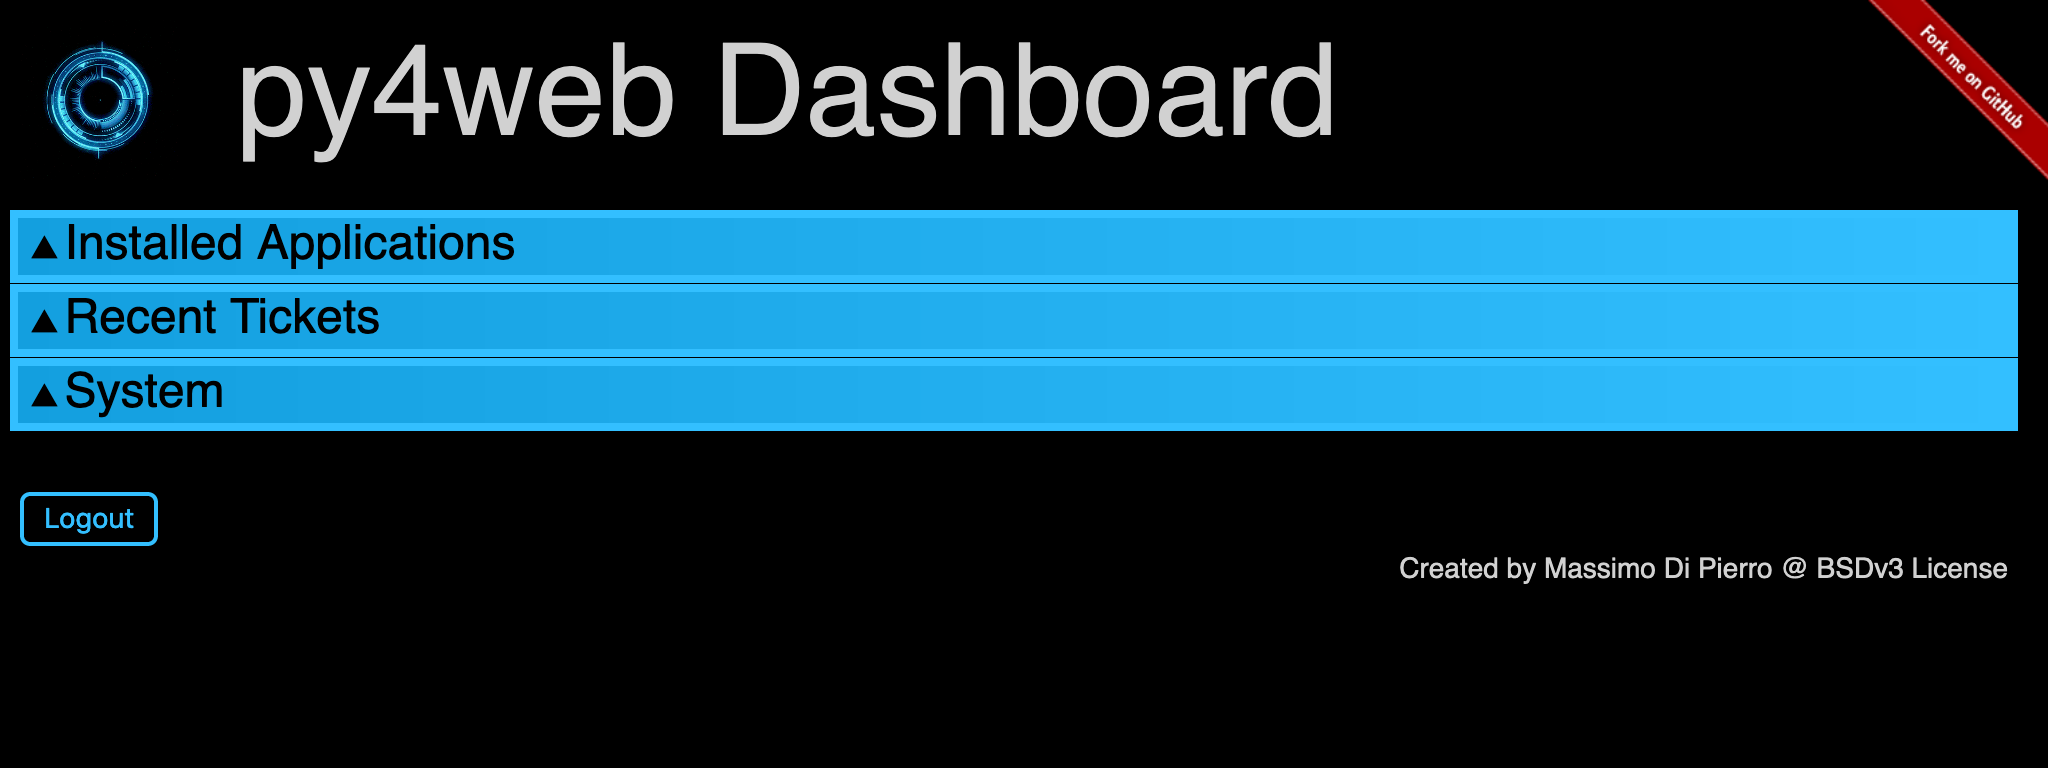 py4web Dashboard
Fork me on GitHub
▲Installed Applications
▲Recent Tickets
▲System
Logout
Created by Massimo Di Pierro @ BSDv3 License